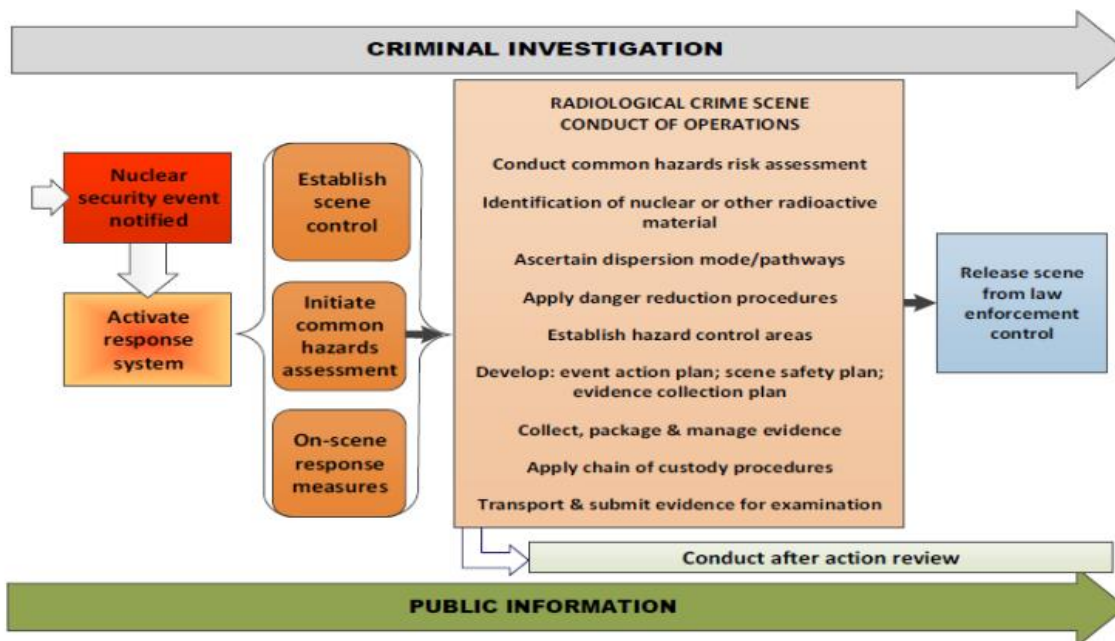 CRIMINAL INVESTIGATION
Nuclear
security event
notified
Activate
response
system
Establish
scene
control
Initiate
common
hazards
assessment
On-scene
response
measures
RADIOLOGICAL CRIME SCENE
CONDUCT OF OPERATIONS
Conduct common hazards risk assessment
Identification of nuclear or other radioactive
material
Ascertain dispersion mode/pathways
Apply danger reduction procedures
Establish hazard control areas
Develop: event action plan; scene safety plan;
evidence collection plan
Collect, package & manage evidence
Apply chain of custody procedures
Transport & submit evidence for examination
Release scene
from law
enforcement
control
Conduct after action review
PUBLIC INFORMATION